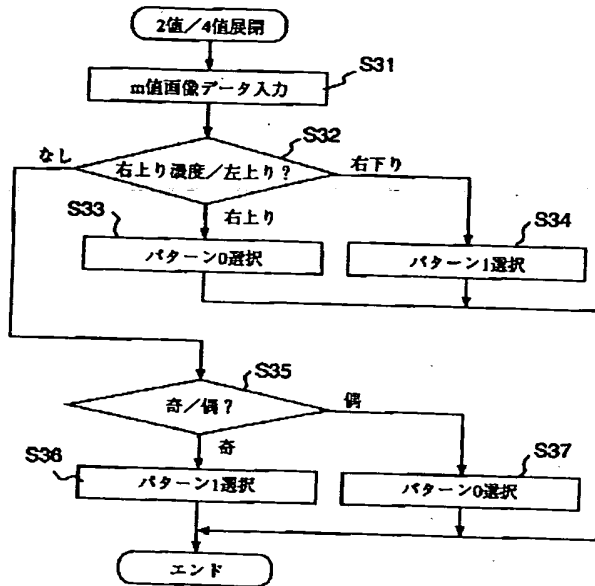 2値／4値展開
S31
m値画像データ入力
S32
右上り濃度／左上り？
なし
右下り
右上り
S33
パターン0選択
S34
パターン1選択
S35
奇／偶？
偶
奇
S36
パターン1選択
S37
パターン0選択
エンド